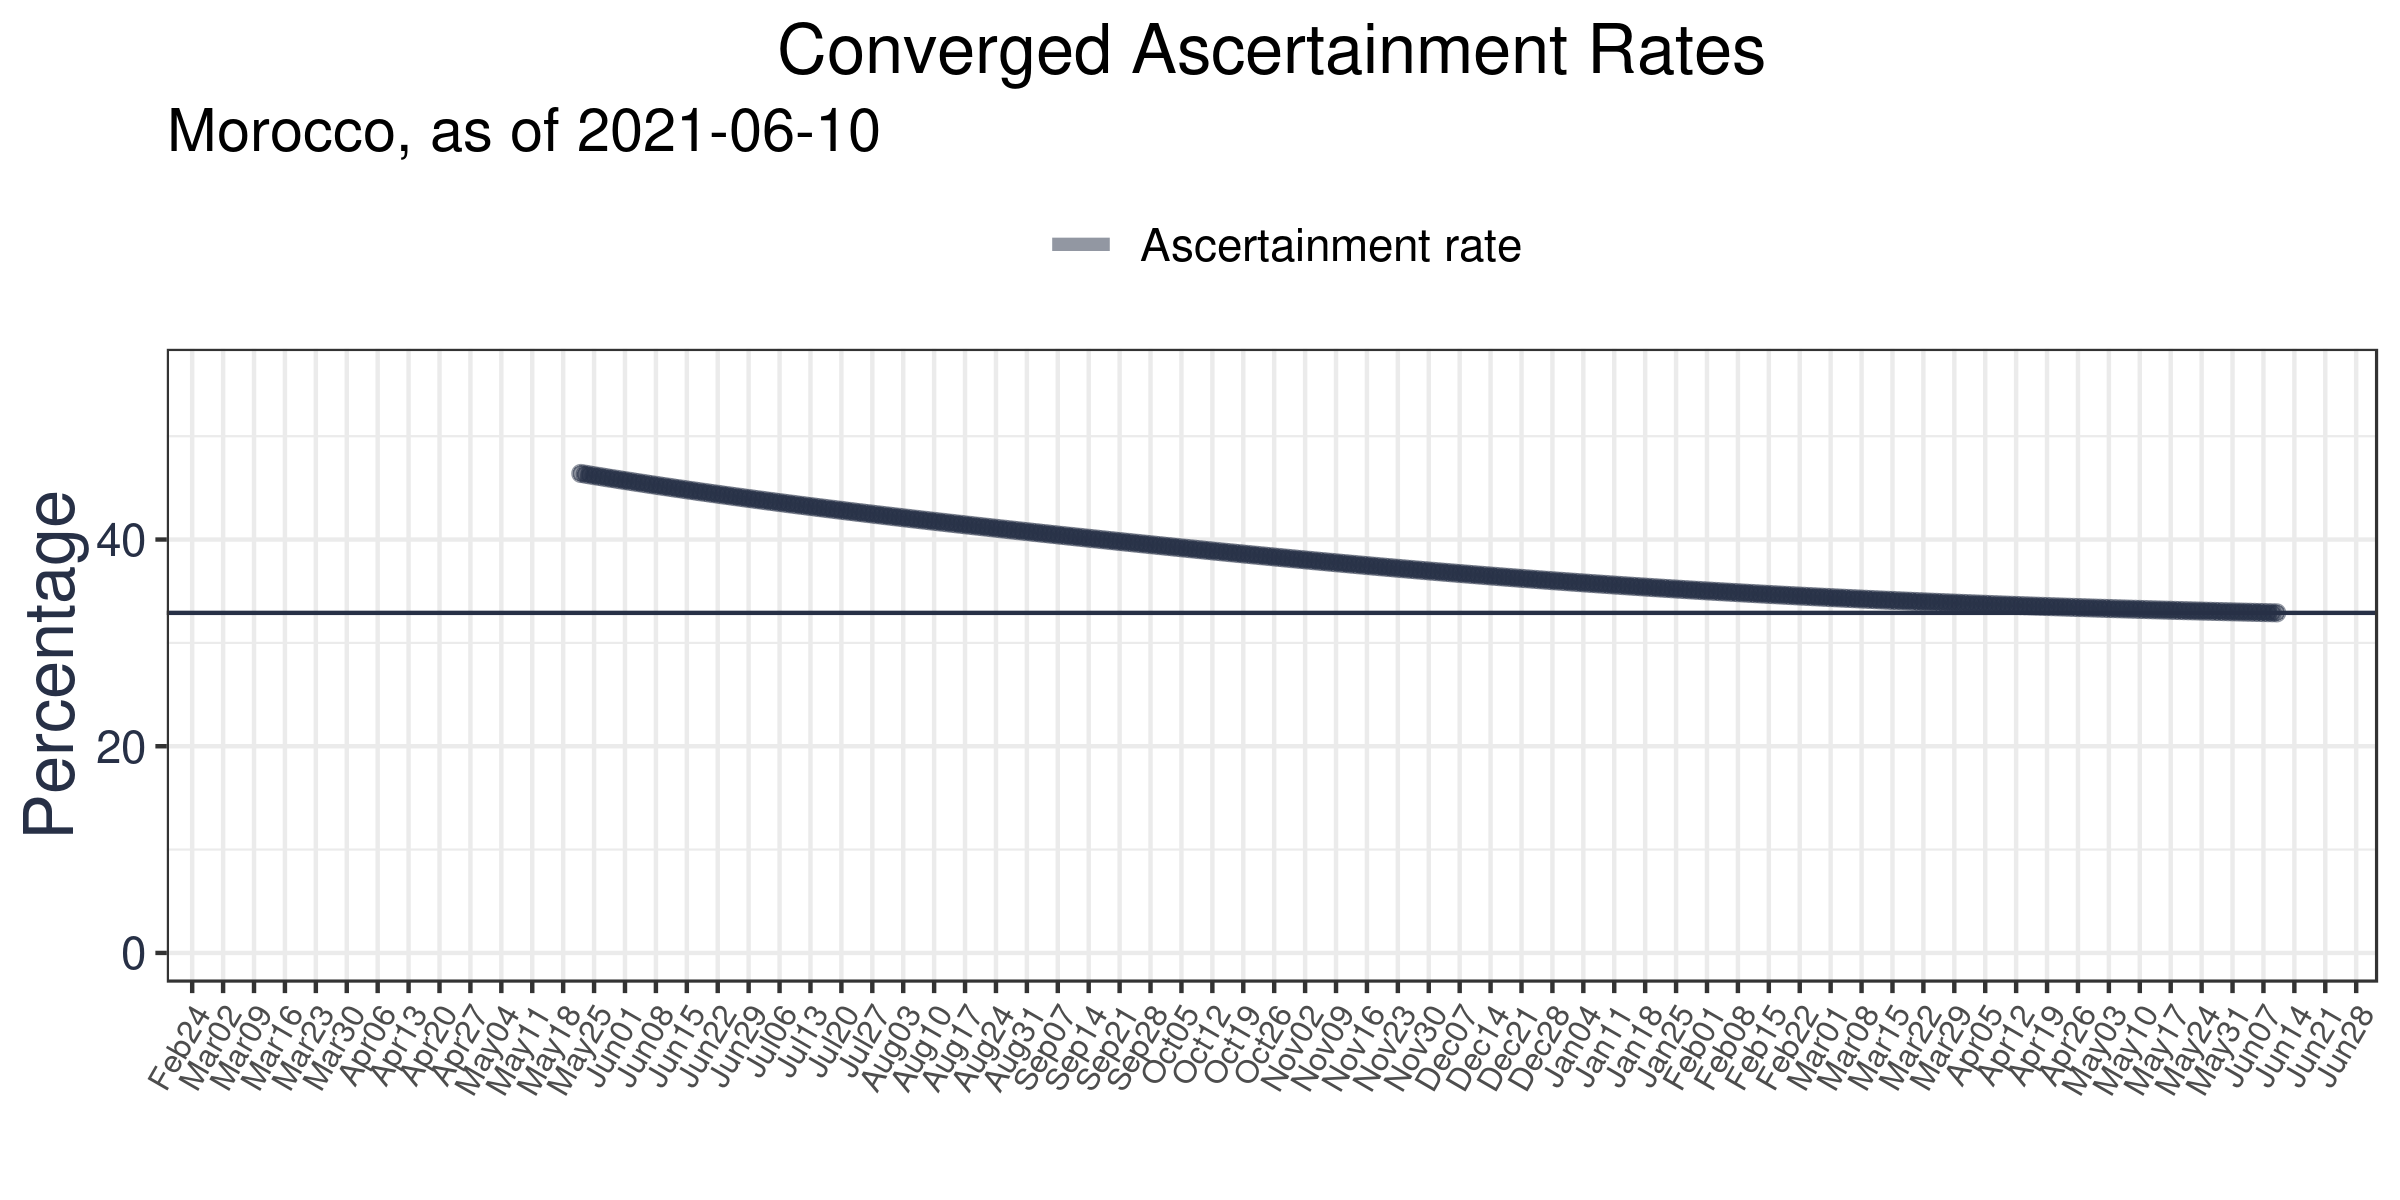 Converged Ascertainment Rates
Morocco, as of 2021-06-10
Ascertainment rate
Percentage
40
20
0
Feb24 Mar02 Mar09 Mar16 Mar23 Mar30 Apr06 Apr13 Apr20 Apr27 May04 May11 May18 May25 Jun01 Jun08 Jun15 Jun22 Jun29 Jul06 Jul13 Jul20 Jul27 Aug03 Aug10 Aug17 Aug24 Aug31 Sep07 Sep14 Sep21 Sep28 Oct05 Oct12 Oct19 Oct26 Nov02 Nov09 Nov16 Nov23 Nov30 Dec07 Dec14 Dec21 Dec28 Jan04 Jan11 Jan18 Jan25 Feb01 Feb08 Feb15 Feb22 Mar01 Mar08 Mar15 Mar22 Mar29 Apr05 Apr12 Apr19 Apr26 May03 May10 May17 May24 May31 Jun07 Jun14 Jun21 Jun28